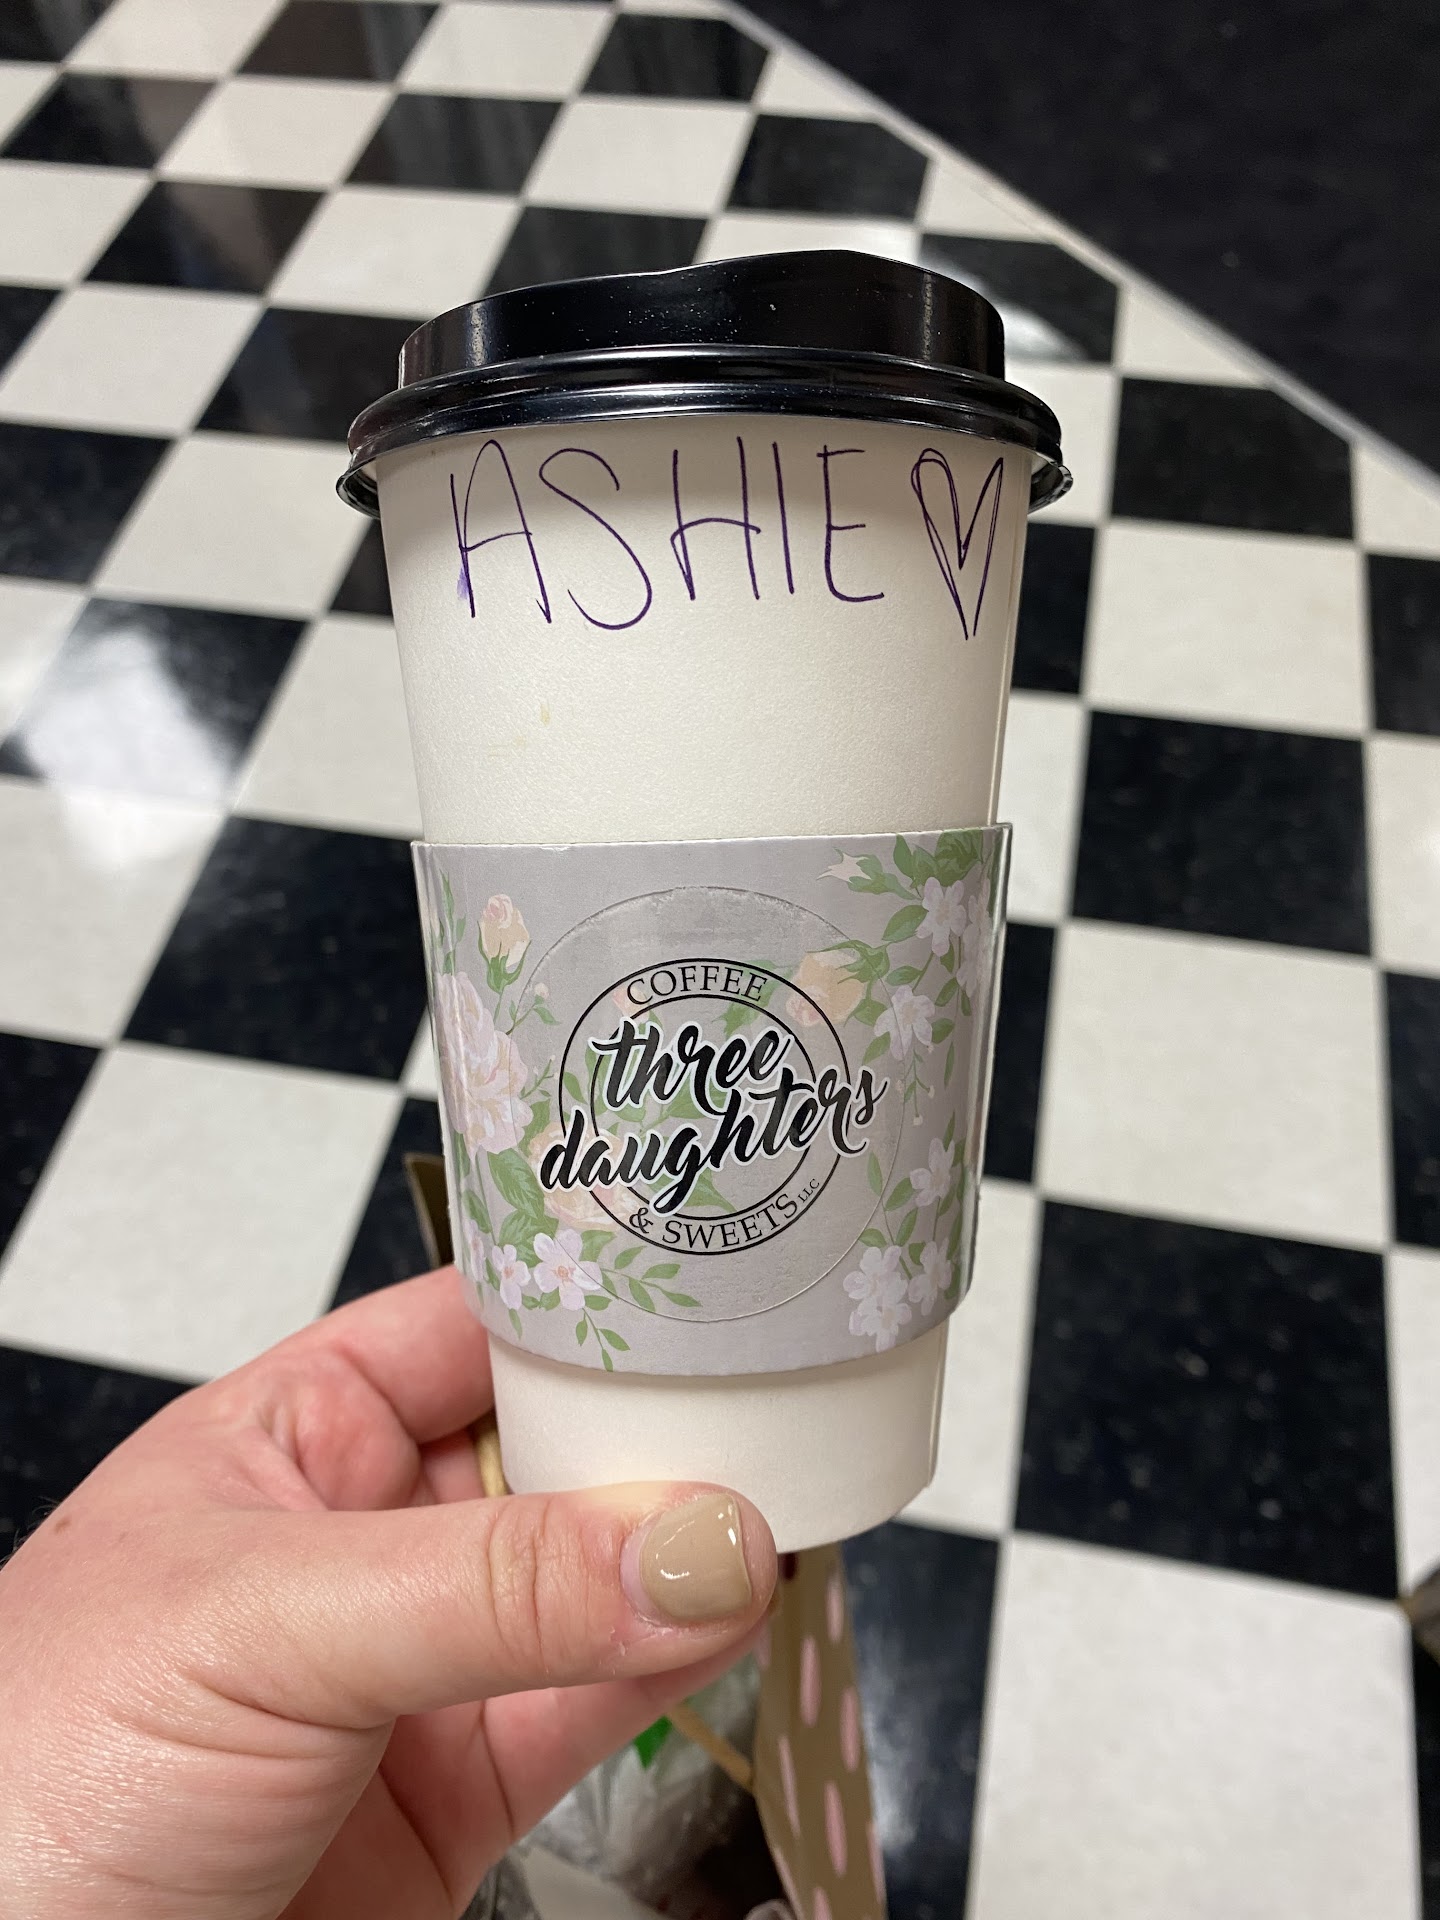 ASHIE
COFFEE
three
daughters
& SWEETS LLC